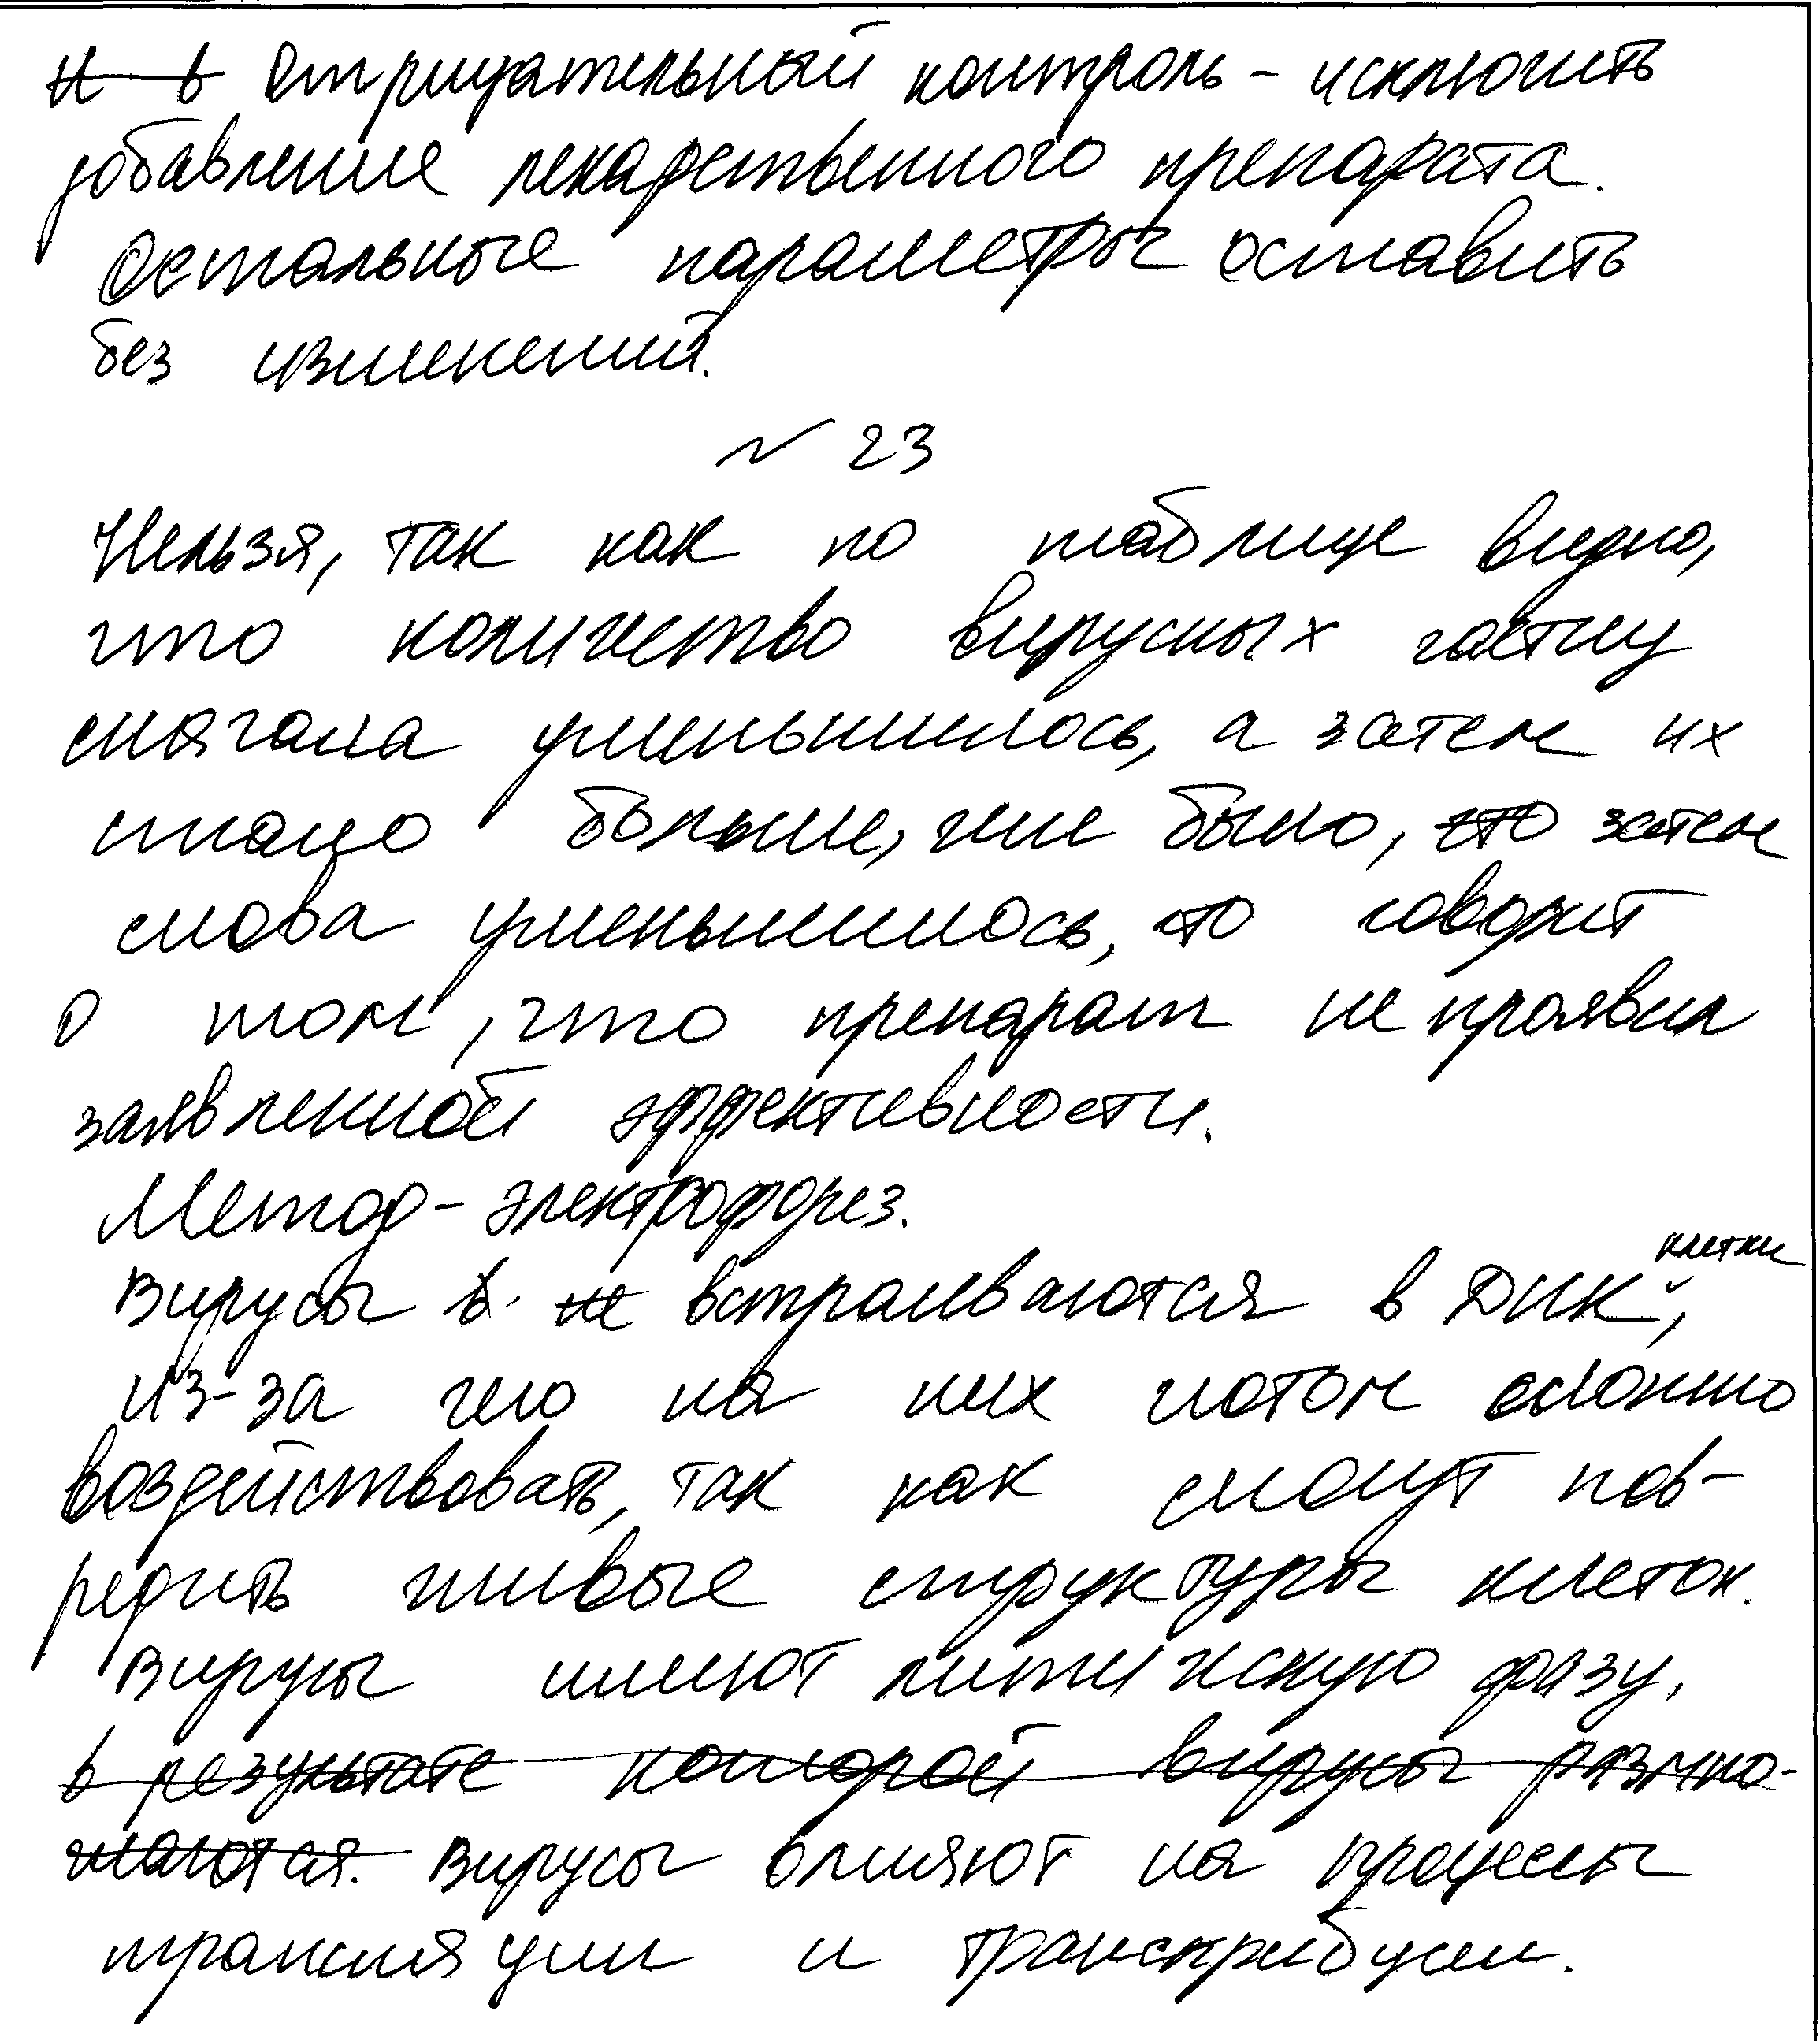 ~~н в~~ Отрицательный контроль - исключить
добавление лекарственного препарата.
Остальные параметры оставить
без изменений.
№ 23
Нельзя, так как по таблице видно,
что количество вирусных частиц
сначала уменьшилось, а затем их
стало больше, чем было, ~~что~~ затем
снова уменьшилось, что говорит
о том, что препарат не проявил
заявленной эффективности.
Метод - электрофорез.
Вирусы ~~в~~ ~~не~~ встраиваются в ДНК клетки,
из-за чего на них потом сложно
воздействовать, так как смогут пов-
редить живые структуры клеток.
Вирусы имеют литическую фазу,
~~в результате которой вирусы размно-~~
~~жаются.~~ Вирусы влияют на процессы
трансляции и транскрибции.